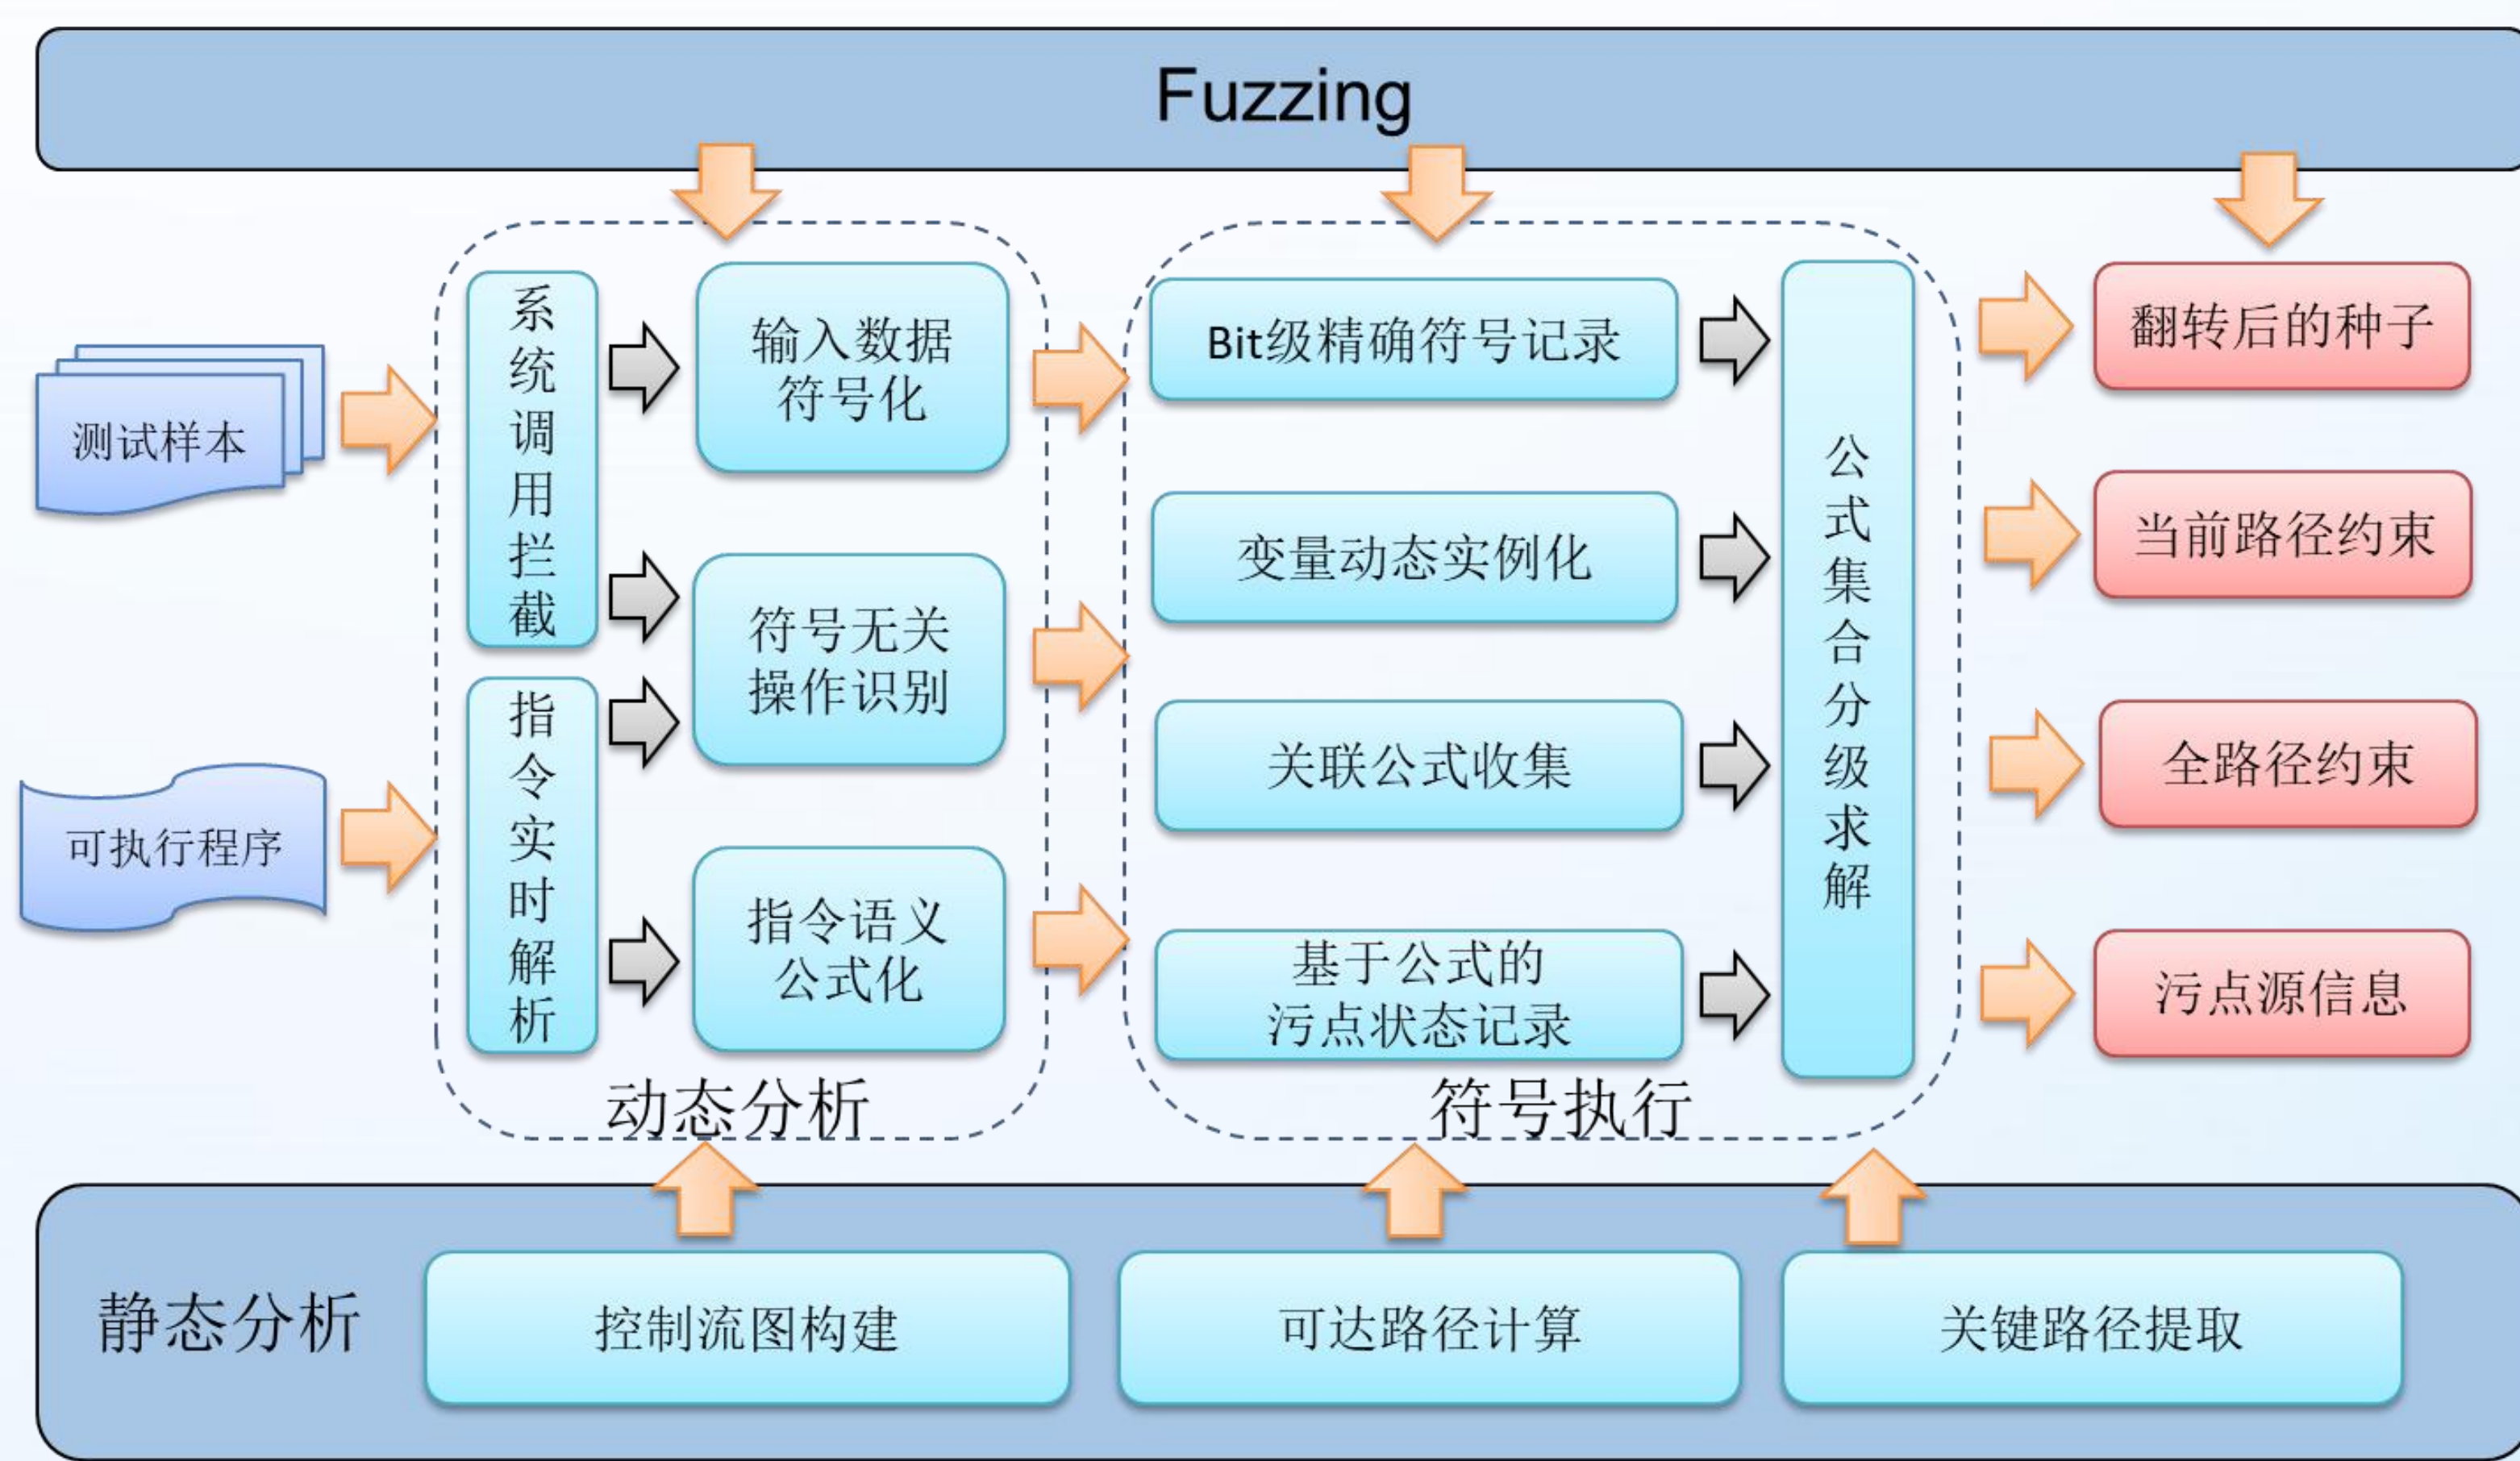 Fuzzing
测试样本
可执行程序
系统调用拦截
指令实时解析
输入数据
符号化
符号无关
操作识别
指令语义
公式化
动态分析
Bit级精确符号记录
变量动态实例化
关联公式收集
基于公式的
污点状态记录
公式集合分级求解
符号执行
翻转后的种子
当前路径约束
全路径约束
污点源信息
静态分析
控制流图构建
可达路径计算
关键路径提取